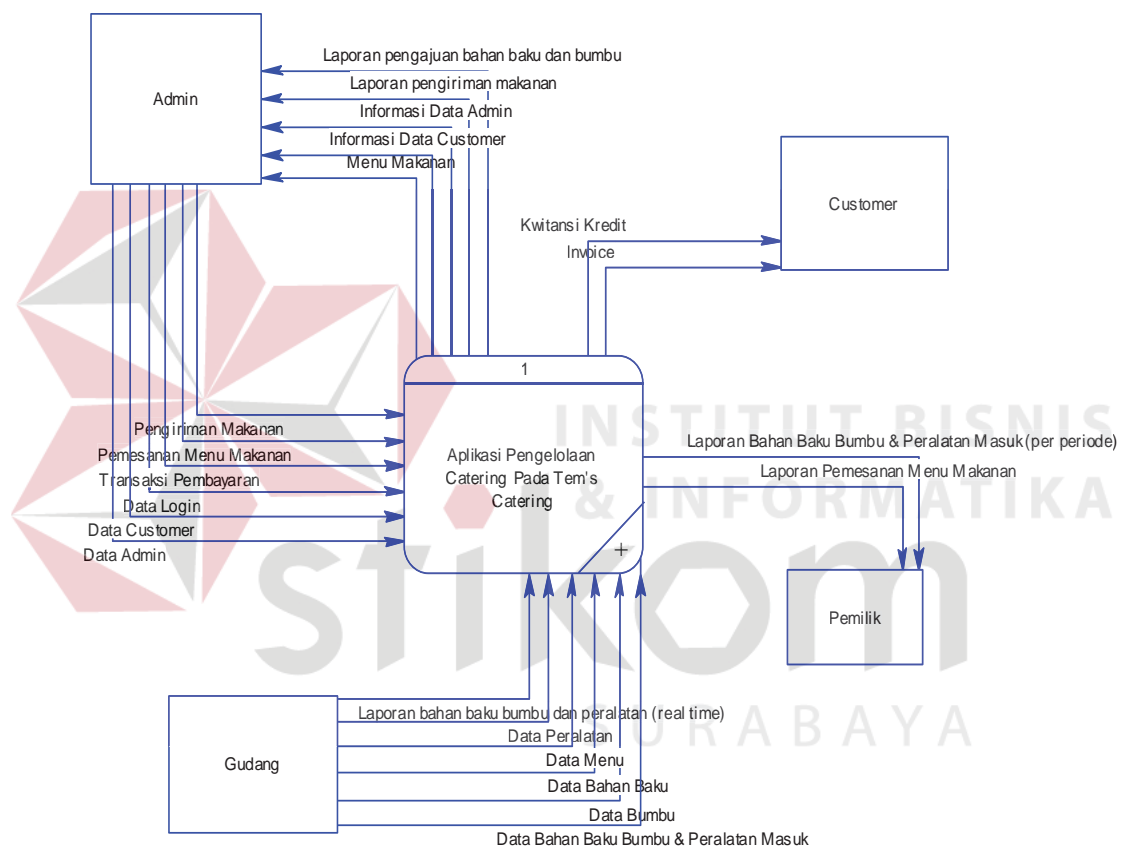 Laporan pengajuan bahan baku dan bumbu
Laporan pengiriman makanan
Admin
Informasi Data Admin
Informasi Data Customer
Menu Makanan
Customer
Kwitansi Kredit
Invoice
1
INSTITUT BISNIS
& INFORMATIKA
stikom
SURABAYA
Pengiriman Makanan
Pemesanan Menu Makanan
Transaksi Pembayaran
Data Login
Data Customer
Data Admin
Aplikasi Pengelolaan
Catering Pada Tem's
Catering
+
Laporan Bahan Baku Bumbu & Peralatan Masuk (per periode)
Laporan Pemesanan Menu Makanan
Pemilik
Gudang
Laporan bahan baku bumbu dan peralatan (real time)
Data Peralatan
Data Menu
Data Bahan Baku
Data Bumbu
Data Bahan Baku Bumbu & Peralatan Masuk